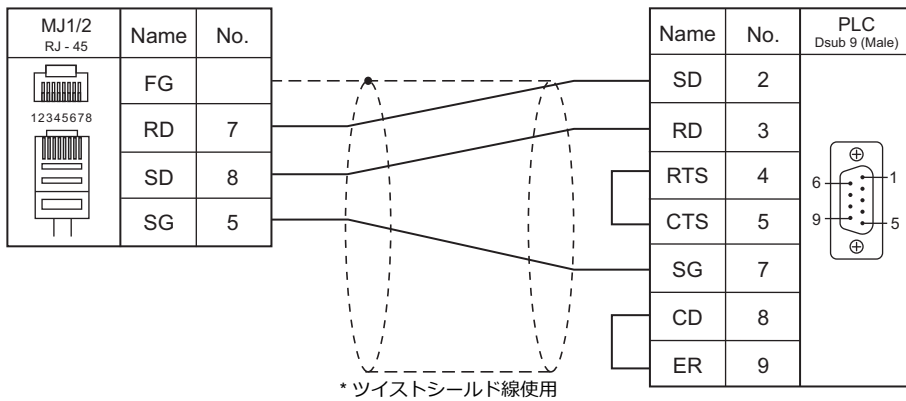 MJ1/2 Name No.
RJ - 45
12345678
FG
RD 7
SD 8
SG 5
Name No. PLC
Dsub 9 (Male)
SD 2
RD 3
RTS 4
CTS 5
SG 7
CD 8
ER 9
6 1
9 5
* ツイストシールド線使用